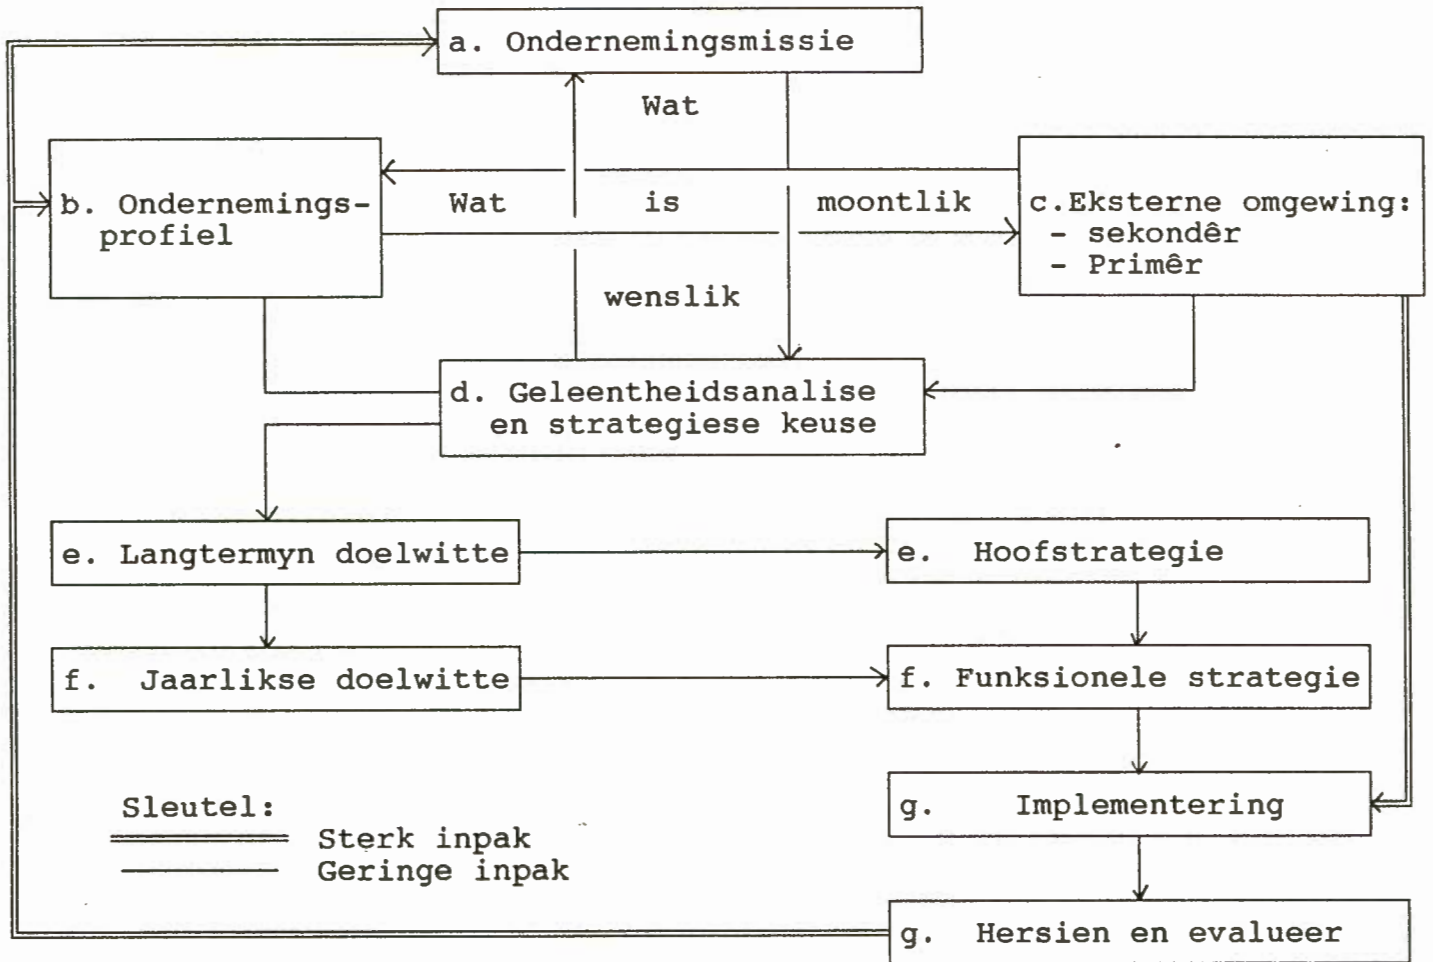 a. Ondernemingsmissie
Wat
b. Ondernemings-
profiel
Wat is moontlik
c.Eksterne omgewing:
- sekondêr
- Primêr
wenslik
d. Geleentheidsanalise
en strategiese keuse
e. Langtermyn doelwitte
e. Hoofstrategie
f. Jaarlikse doelwitte
f. Funksionele strategie
g. Implementering
Sleutel:
Sterk inpak
Geringe inpak
g. Hersien en evalueer